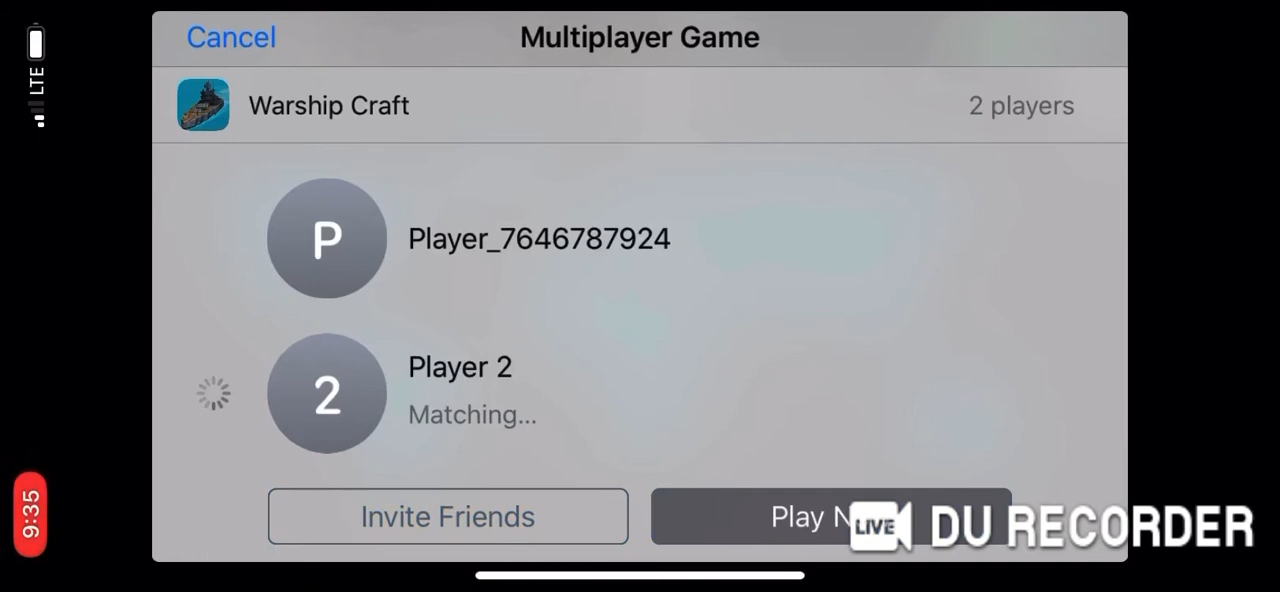 Cancel
Multiplayer Game
Warship Craft
2 players
P
Player_7646787924
2
Player 2
Matching...
Invite Friends
Play N
LIVE
DU RECORDER
LTE
9:35